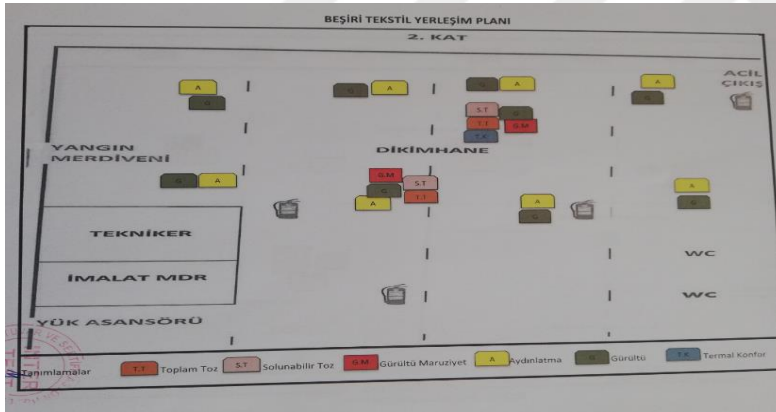 BEŞİRİ TEKSTİL YERLEŞİM PLANI
2. KAT
ACİL
ÇIKIŞ
A
G
G A
G A
A
G
S.T G
T.T G.M
T.K
YANGIN
MERDİVENİ
DİKİMHANE
G A
G.M
G S.T
A T.T
A
G
A
G
TEKNİKER
İMALAT MDR
WC
WC
YÜK ASANSÖRÜ
Tanımlamalar T.T Toplam Toz S.T Solunabilir Toz G.M Gürültü Maruziyet A Aydınlatma G Gürültü T.K Termal Konfor